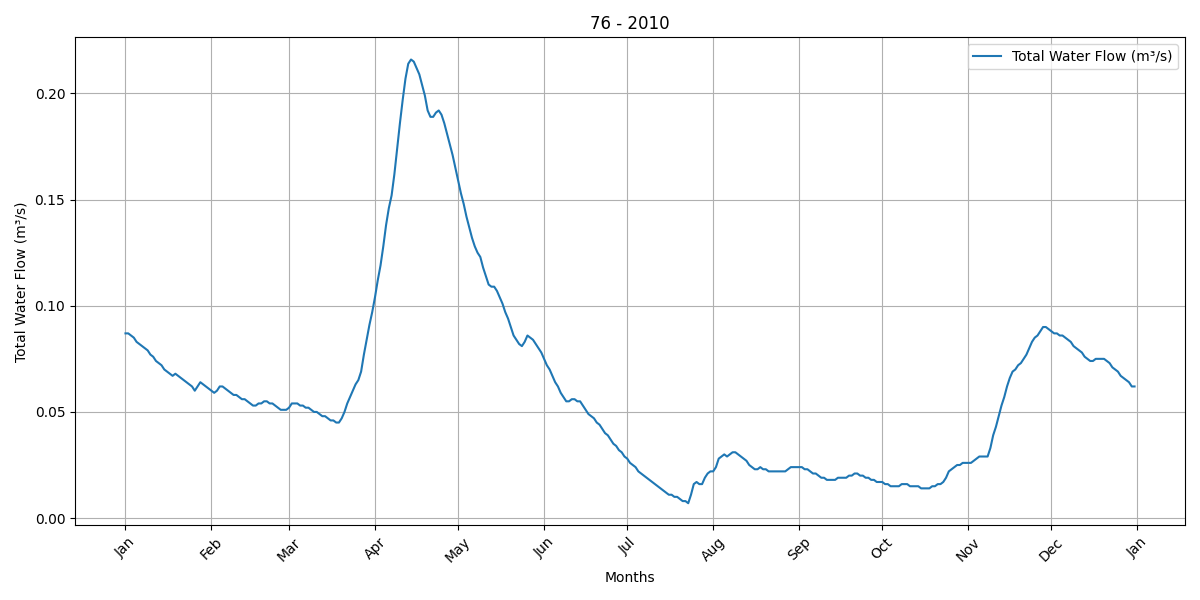 76 - 2010
Total Water Flow (m³/s)
Total Water Flow (m³/s)
0.20
0.15
0.10
0.05
0.00
Jan
Feb
Mar
Apr
May
Jun
Jul
Aug
Sep
Oct
Nov
Dec
Jan
Months